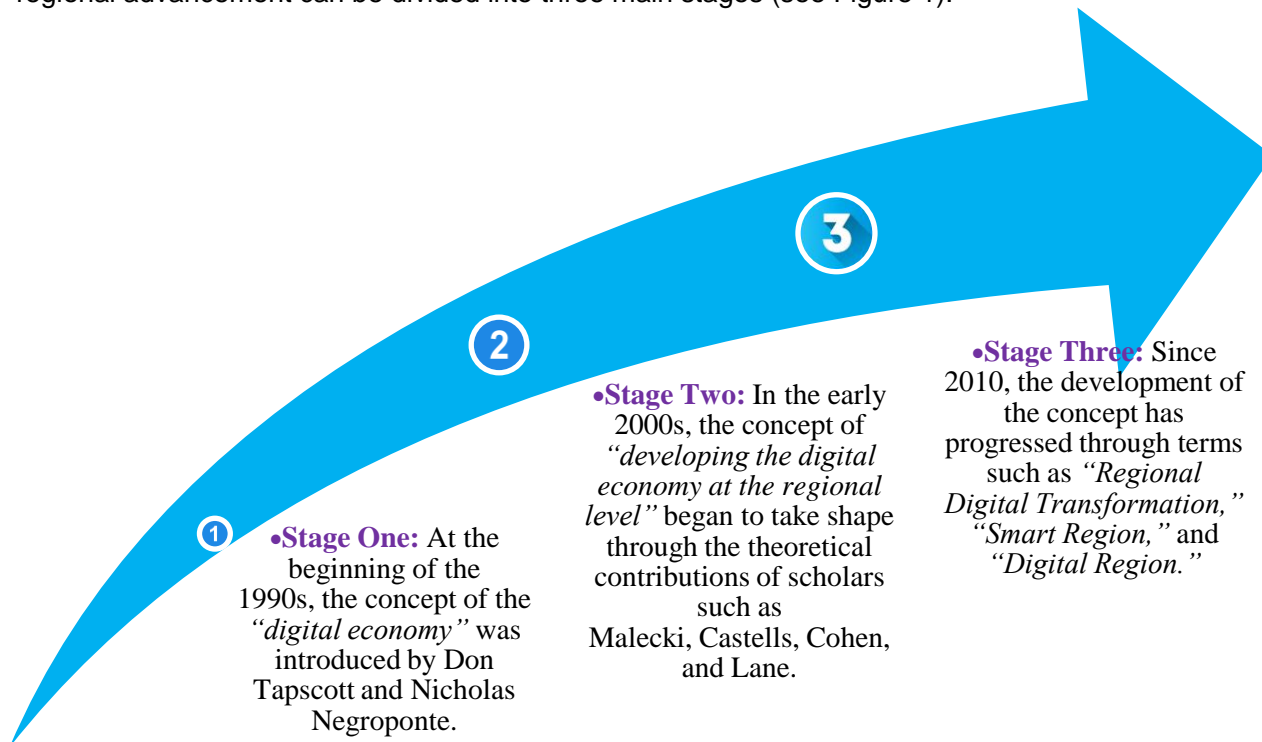 regional advancement can be divided into three main stages (see Figure 1).
3
2
1
•Stage One: At the
beginning of the
1990s, the concept of the
“digital economy” was
introduced by Don
Tapscott and Nicholas
Negroponte.
•Stage Two: In the early
2000s, the concept of
“developing the digital
economy at the regional
level” began to take shape
through the theoretical
contributions of scholars
such as
Malecki, Castells, Cohen,
and Lane.
•Stage Three: Since
2010, the development of
the concept has
progressed through terms
such as “Regional
Digital Transformation,”
“Smart Region,” and
“Digital Region.”